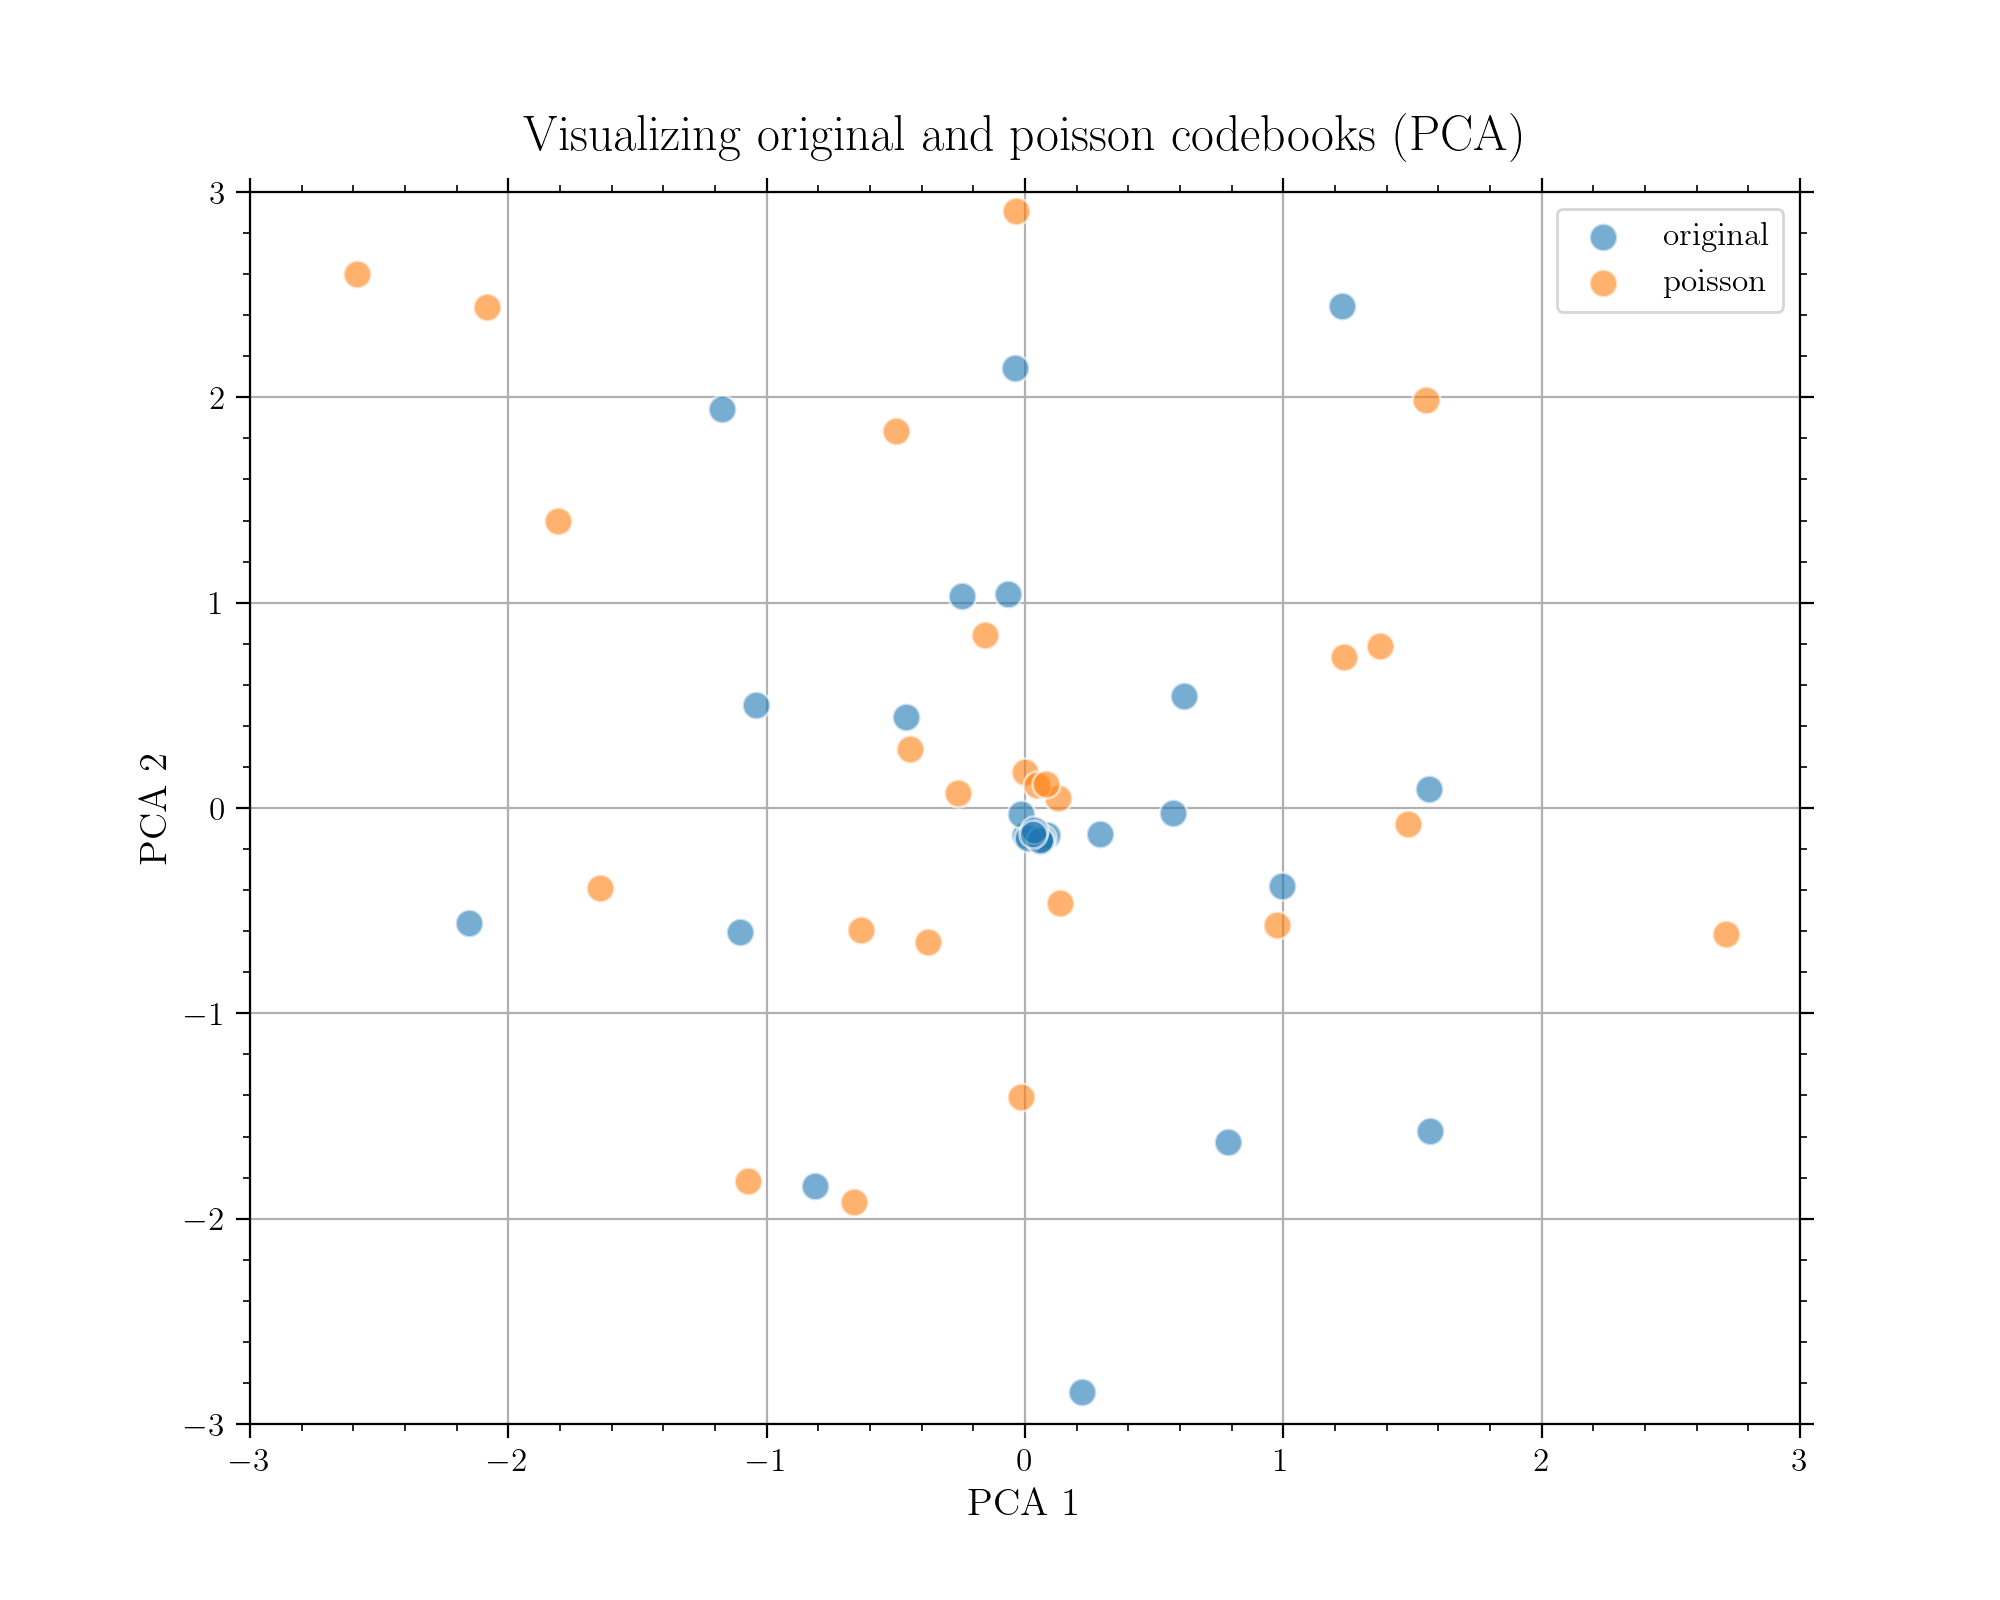 Visualizing original and poisson codebooks (PCA)
original
poisson
3
2
1
0
−1
−2
−3
PCA 2
−3
−2
−1
0
1
2
3
PCA 1